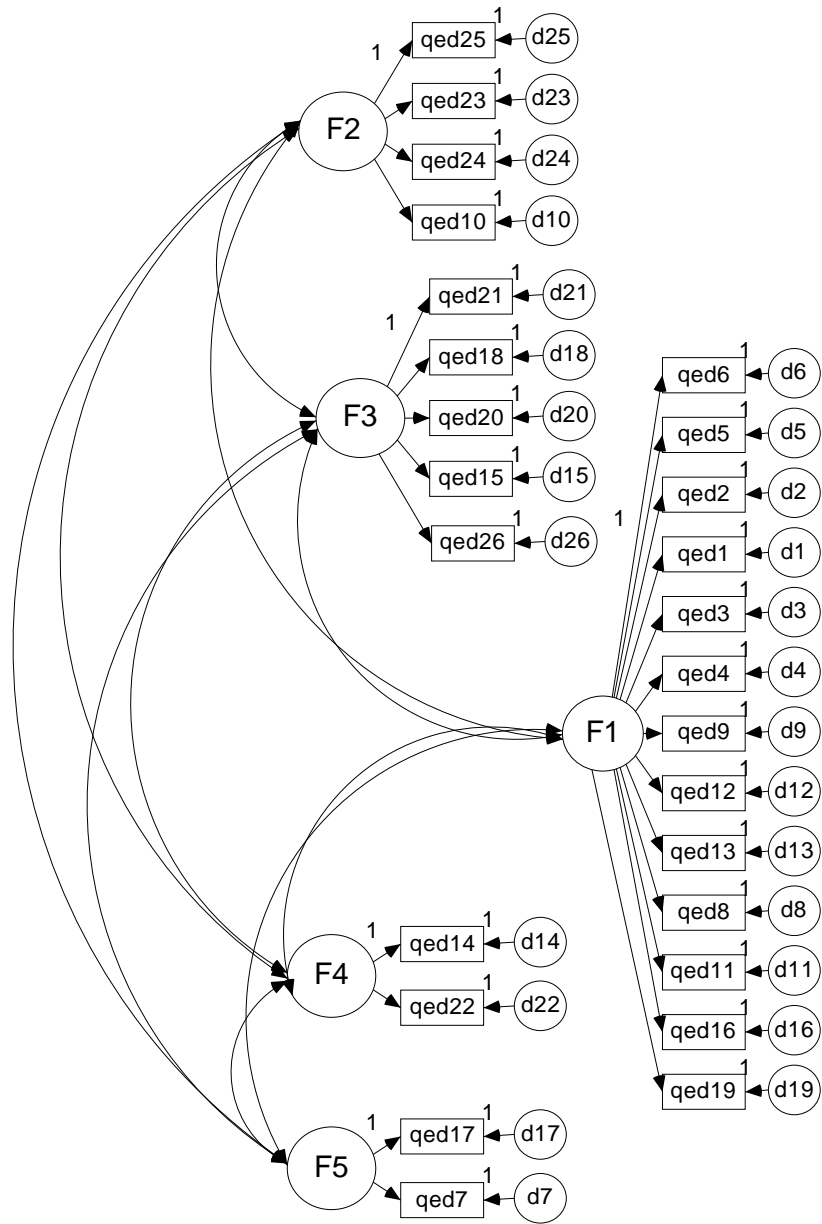 1
qed25 1 d25
qed23 1 d23
F2
qed24 1 d24
qed10 1 d10
1
qed21 1 d21
qed18 1 d18
F3
qed20 1 d20
qed15 1 d15
qed26 1 d26
1
qed6 1 d6
qed5 1 d5
qed2 1 d2
qed1 1 d1
qed3 1 d3
qed4 1 d4
F1
qed9 1 d9
qed12 1 d12
qed13 1 d13
qed8 1 d8
qed11 1 d11
qed16 1 d16
qed19 1 d19
1
qed14 1 d14
F4
qed22 1 d22
1
qed17 1 d17
F5
qed7 1 d7